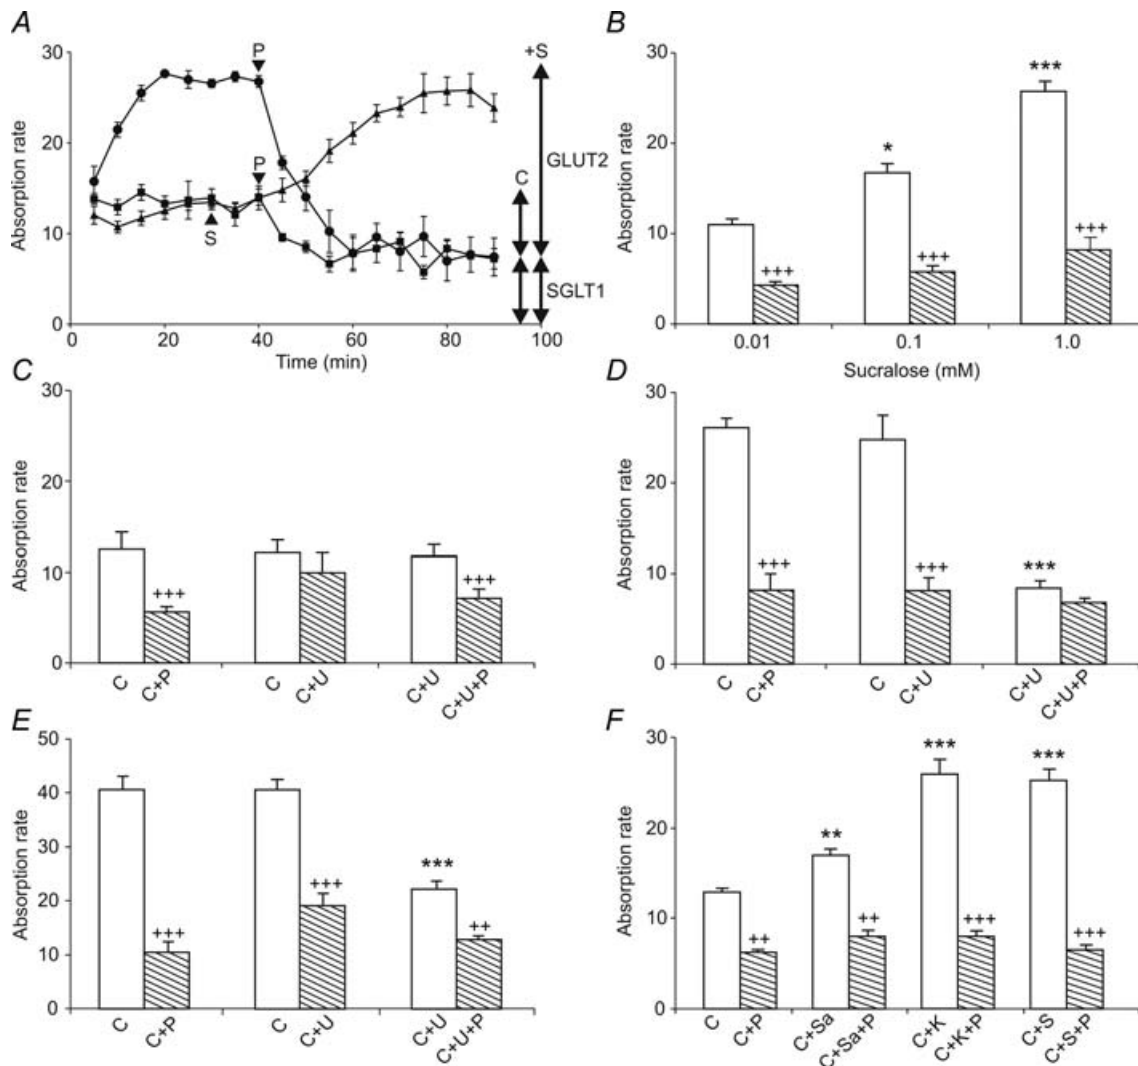 A
B
30
20
10
0
Absorption rate
P
P
S
+S
GLUT2
C
SGLT1
0 20 40 60 80 100
Time (min)
30
20
10
0
Absorption rate
*
***
+++
+++
+++
0.01 0.1 1.0
Sucralose (mM)
C
D
30
20
10
0
Absorption rate
+++
+++
C C+P C C+U C+U C+U+P
30
20
10
0
Absorption rate
+++
+++
***
C C+P C C+U C+U C+U+P
E
F
50
40
30
20
10
0
Absorption rate
+++
+++
***
++
C C+P C C+U C+U C+U+P
30
20
10
0
Absorption rate
++
**
++
***
+++
***
+++
C C+P C+Sa C+Sa+P C+K C+K+P C+S C+S+P